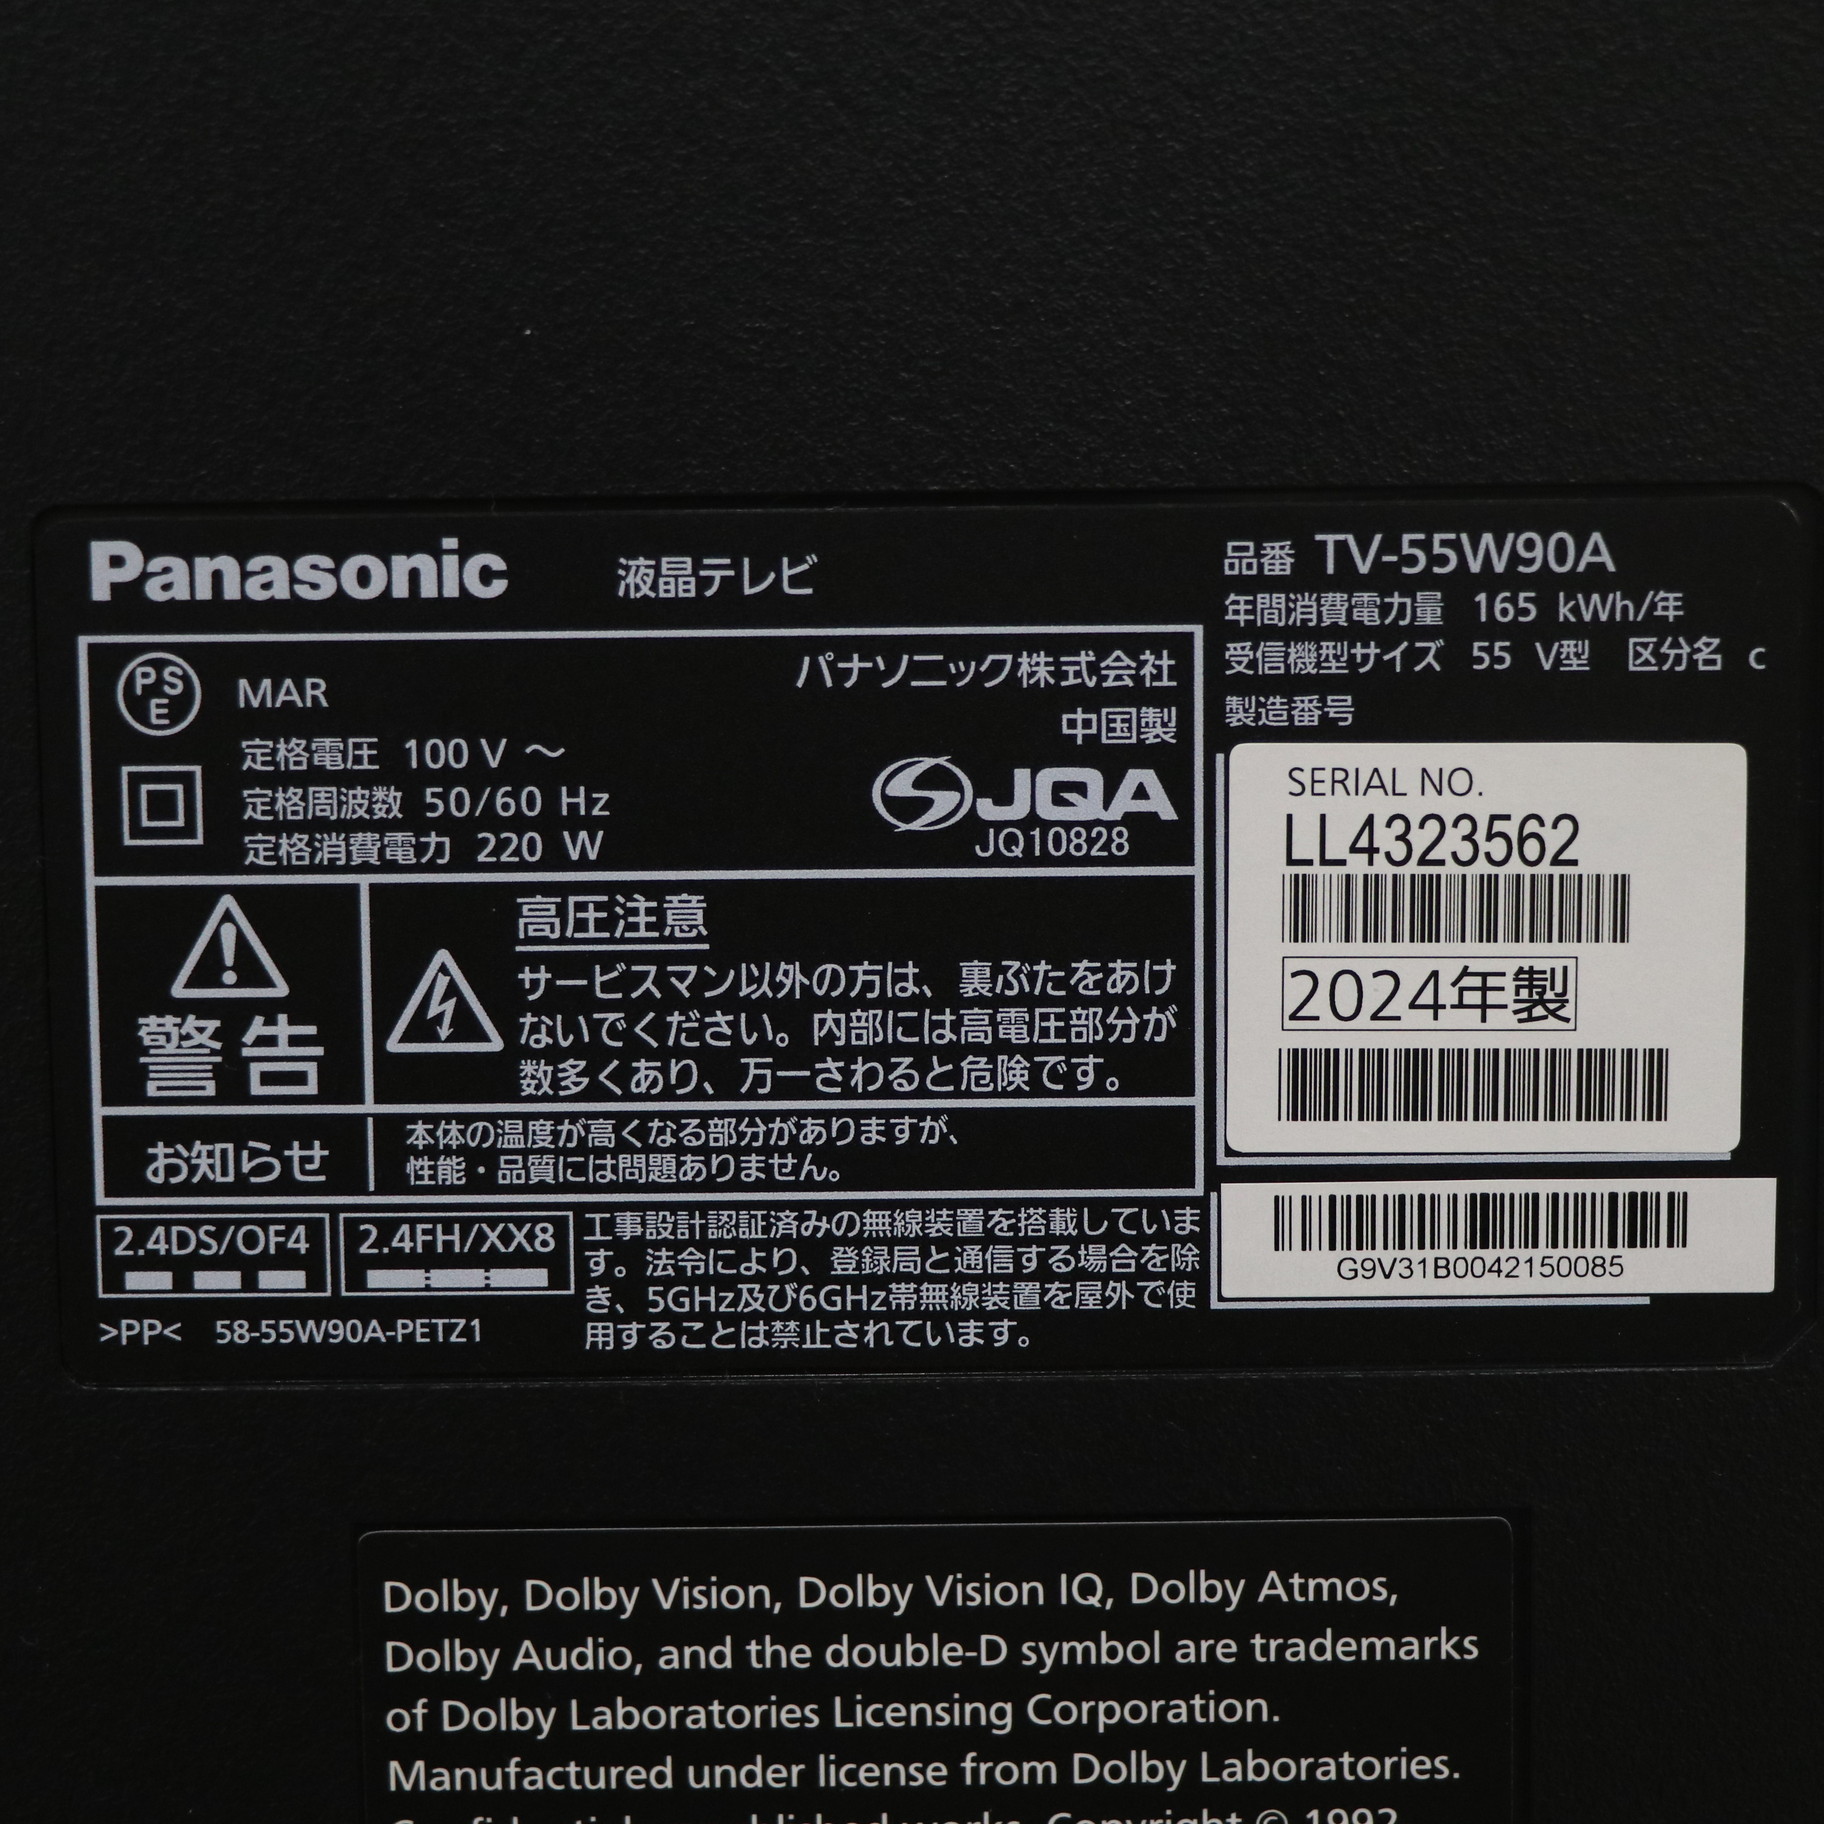 Panasonic 液晶テレビ
PS
E
MAR
パナソニック株式会社
中国製
定格電圧 100 V ～
定格周波数 50/60 Hz
定格消費電力 220 W
JQA
JQ10828
警告
高圧注意
サービスマン以外の方は、裏ぶたをあけ
ないでください。内部には高電圧部分が
数多くあり、万一さわると危険です。
お知らせ
本体の温度が高くなる部分がありますが、
性能・品質には問題ありません。
2.4DS/OF4
2.4FH/XX8
工事設計認証済みの無線装置を搭載していま
す。法令により、登録局と通信する場合を除
き、5GHz及び6GHz帯無線装置を屋外で使
用することは禁止されています。
>PP< 58-55W90A-PETZ1
品番 TV-55W90A
年間消費電力量 165 kWh/年
受信機型サイズ 55 V型 区分名 c
製造番号
SERIAL NO.
LL4323562
2024年製
G9V31B0042150085
Dolby, Dolby Vision, Dolby Vision IQ, Dolby Atmos,
Dolby Audio, and the double-D symbol are trademarks
of Dolby Laboratories Licensing Corporation.
Manufactured under license from Dolby Laboratories.
works. Copyright © 1992